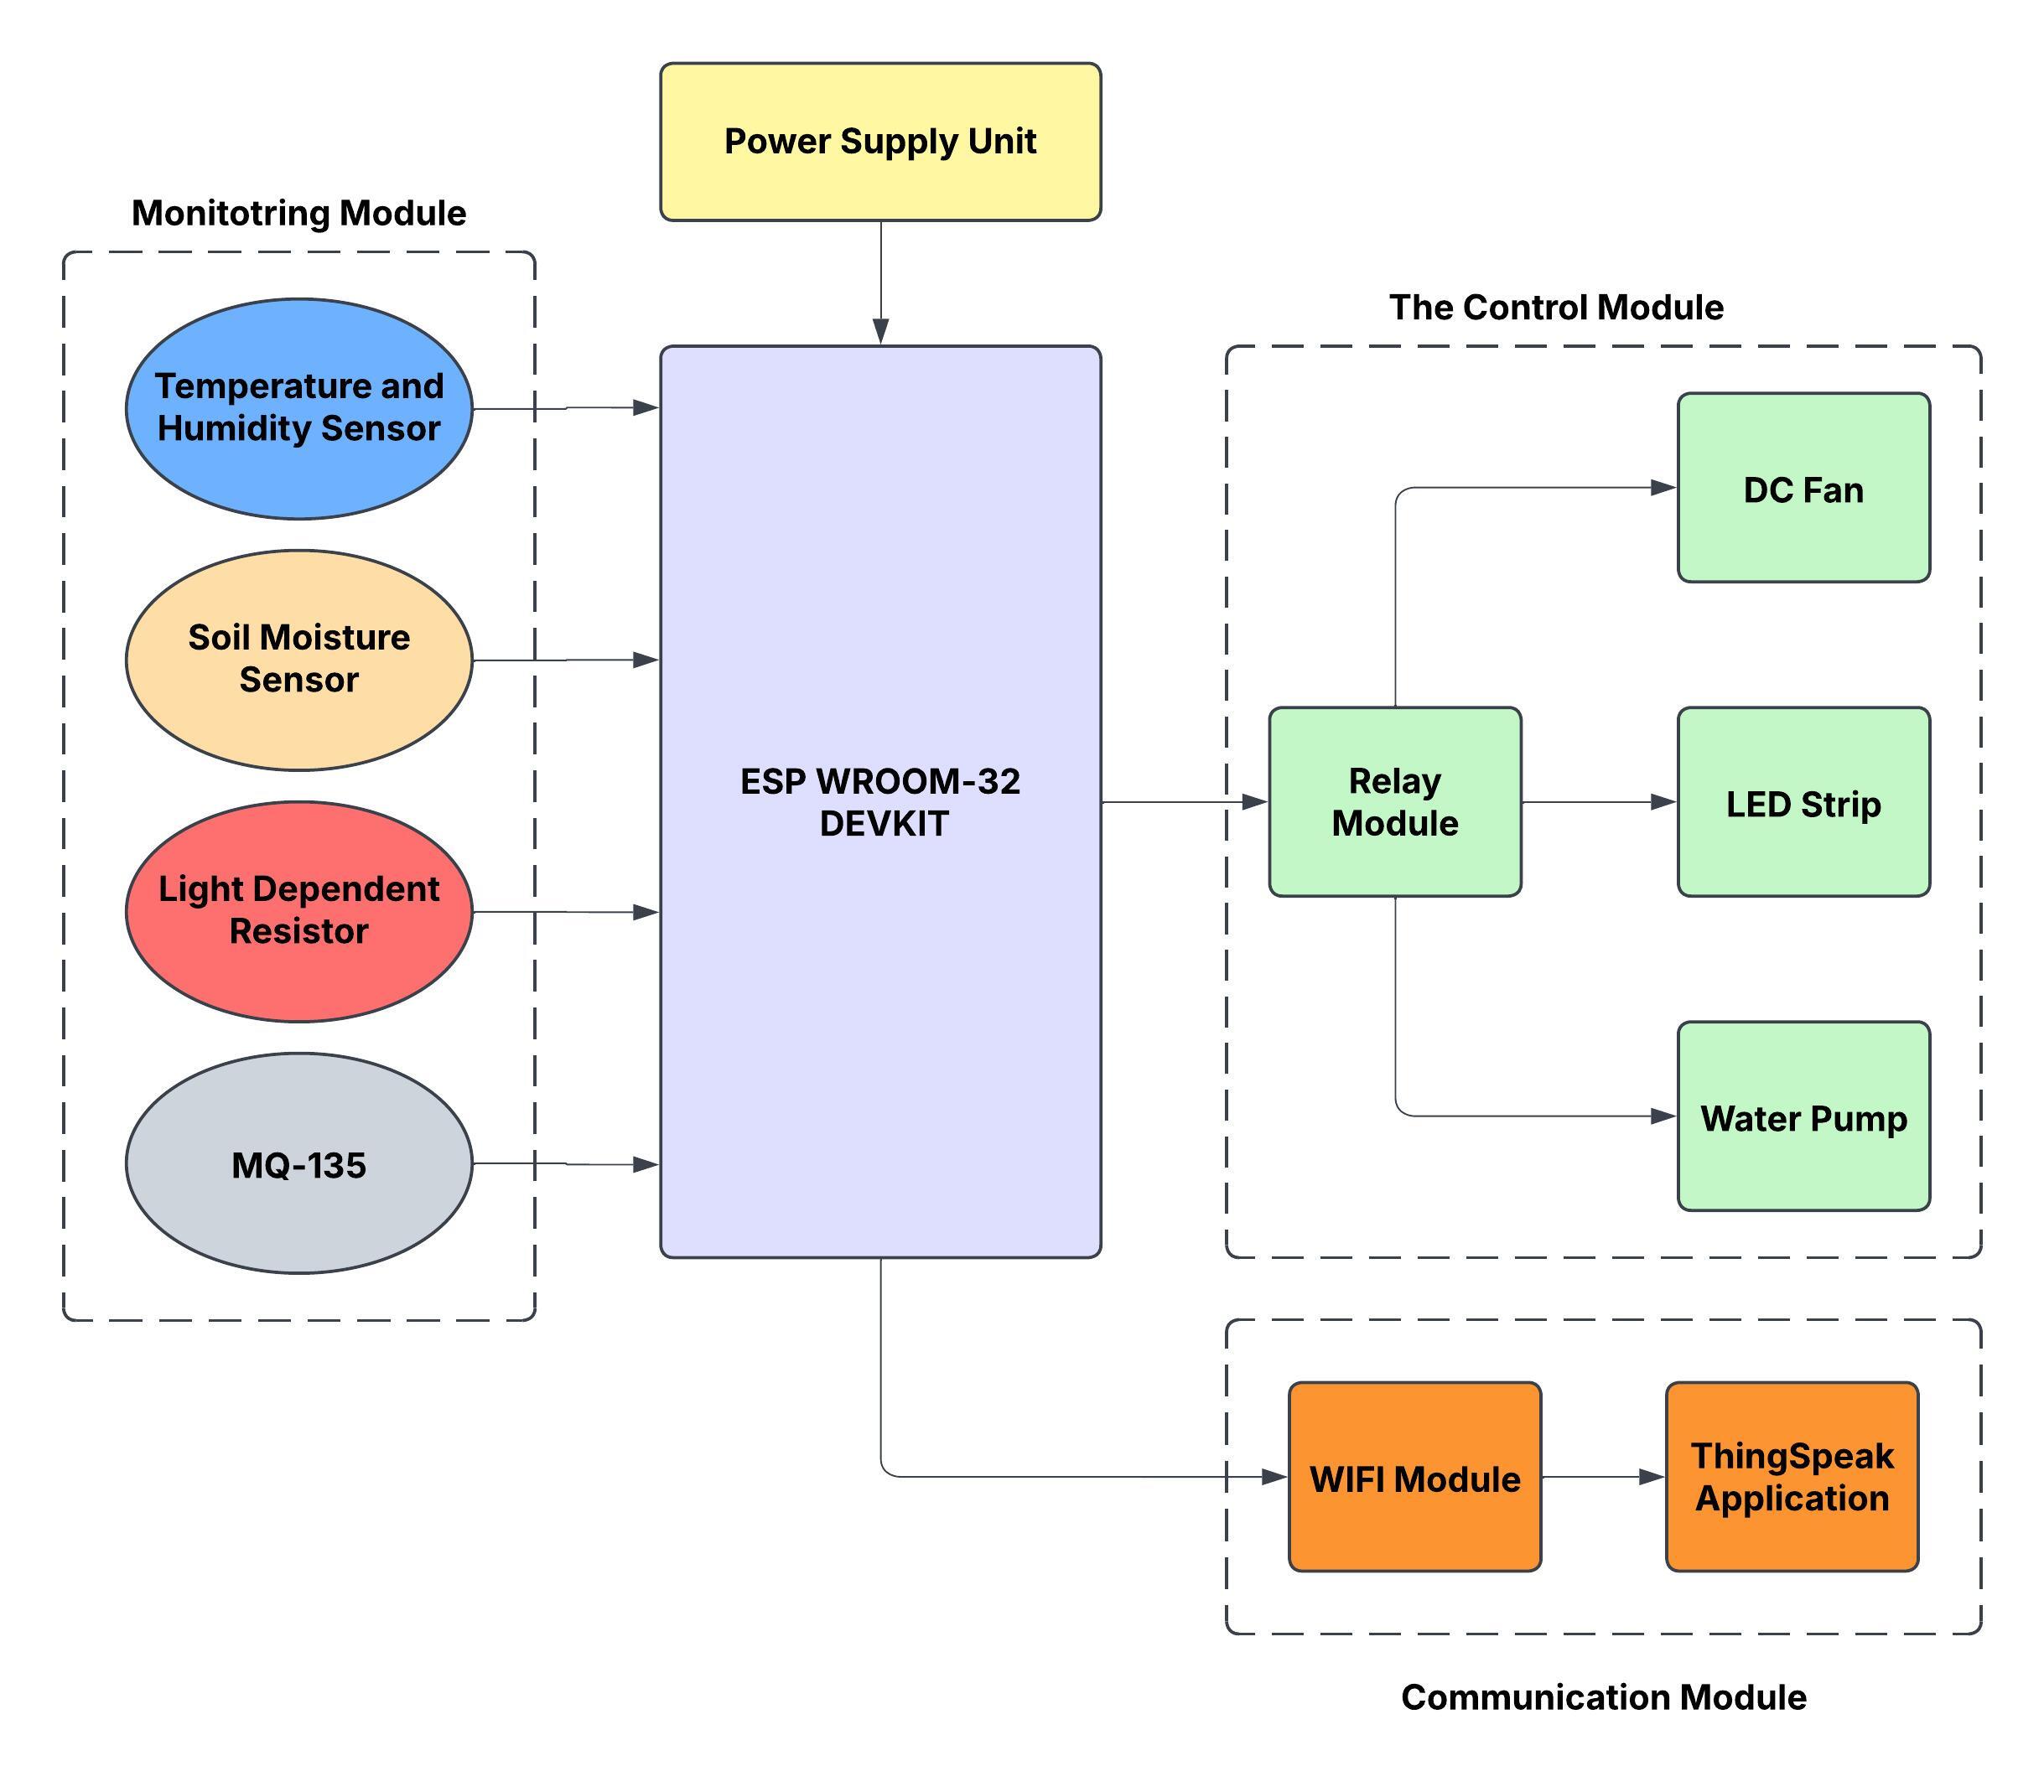 Power Supply Unit
Monitotring Module
Temperature and
Humidity Sensor
Soil Moisture
Sensor
Light Dependent
Resistor
MQ-135
ESP WROOM-32
DEVKIT
The Control Module
DC Fan
Relay
Module
LED Strip
Water Pump
WIFI Module
ThingSpeak
Application
Communication Module